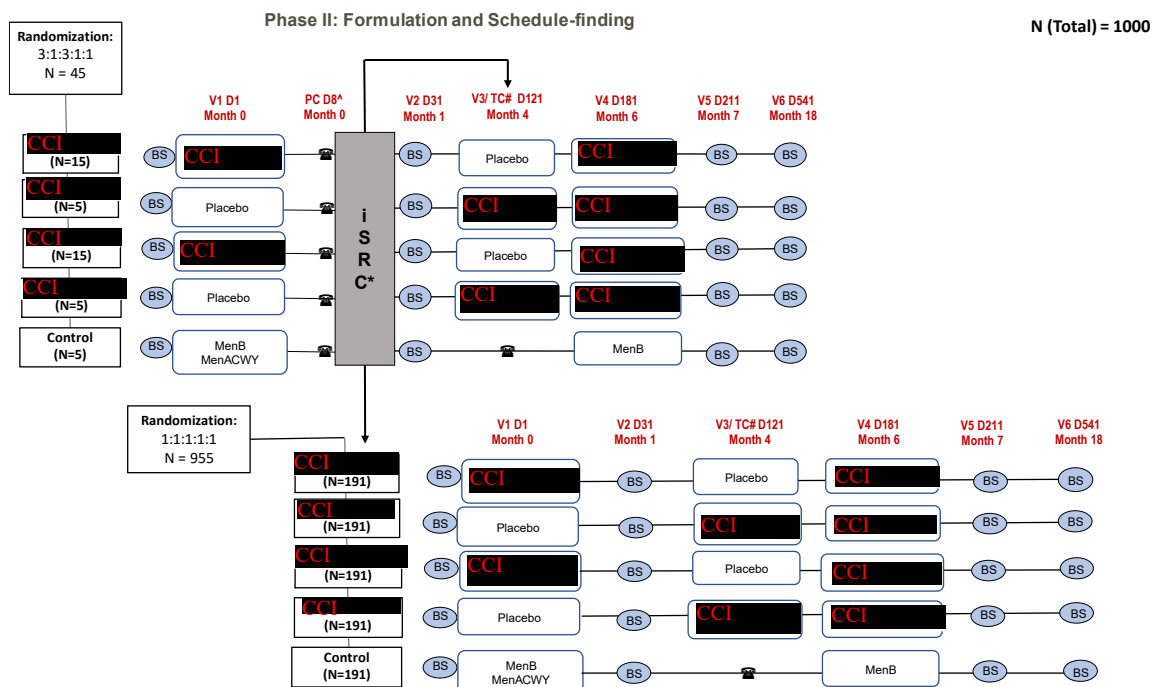 Phase II: Formulation and Schedule-finding
N (Total) = 1000
Randomization:
3:1:3:1:1
N = 45
V1 D1
Month 0
PC D8^
Month 0
V2 D31
Month 1
V3/ TC# D121
Month 4
V4 D181
Month 6
V5 D211
Month 7
V6 D541
Month 18
CCI
(N=15)
BS
CCI
BS
Placebo
CCI
BS
BS
CCI
(N=5)
BS
Placebo
BS
CCI
CCI
BS
BS
CCI
(N=15)
BS
CCI
BS
Placebo
CCI
BS
BS
CCI
(N=5)
BS
Placebo
BS
CCI
CCI
BS
BS
Control
(N=5)
BS
MenB
MenACWY
BS
MenB
BS
BS
i
S
R
C*
Randomization:
1:1:1:1:1
N = 955
V1 D1
Month 0
V2 D31
Month 1
V3/ TC# D121
Month 4
V4 D181
Month 6
V5 D211
Month 7
V6 D541
Month 18
CCI
(N=191)
BS
CCI
BS
Placebo
CCI
BS
BS
CCI
(N=191)
BS
Placebo
BS
CCI
CCI
BS
BS
CCI
(N=191)
BS
CCI
BS
Placebo
CCI
BS
BS
CCI
(N=191)
BS
Placebo
BS
CCI
CCI
BS
BS
Control
(N=191)
BS
MenB
MenACWY
BS
MenB
BS
BS